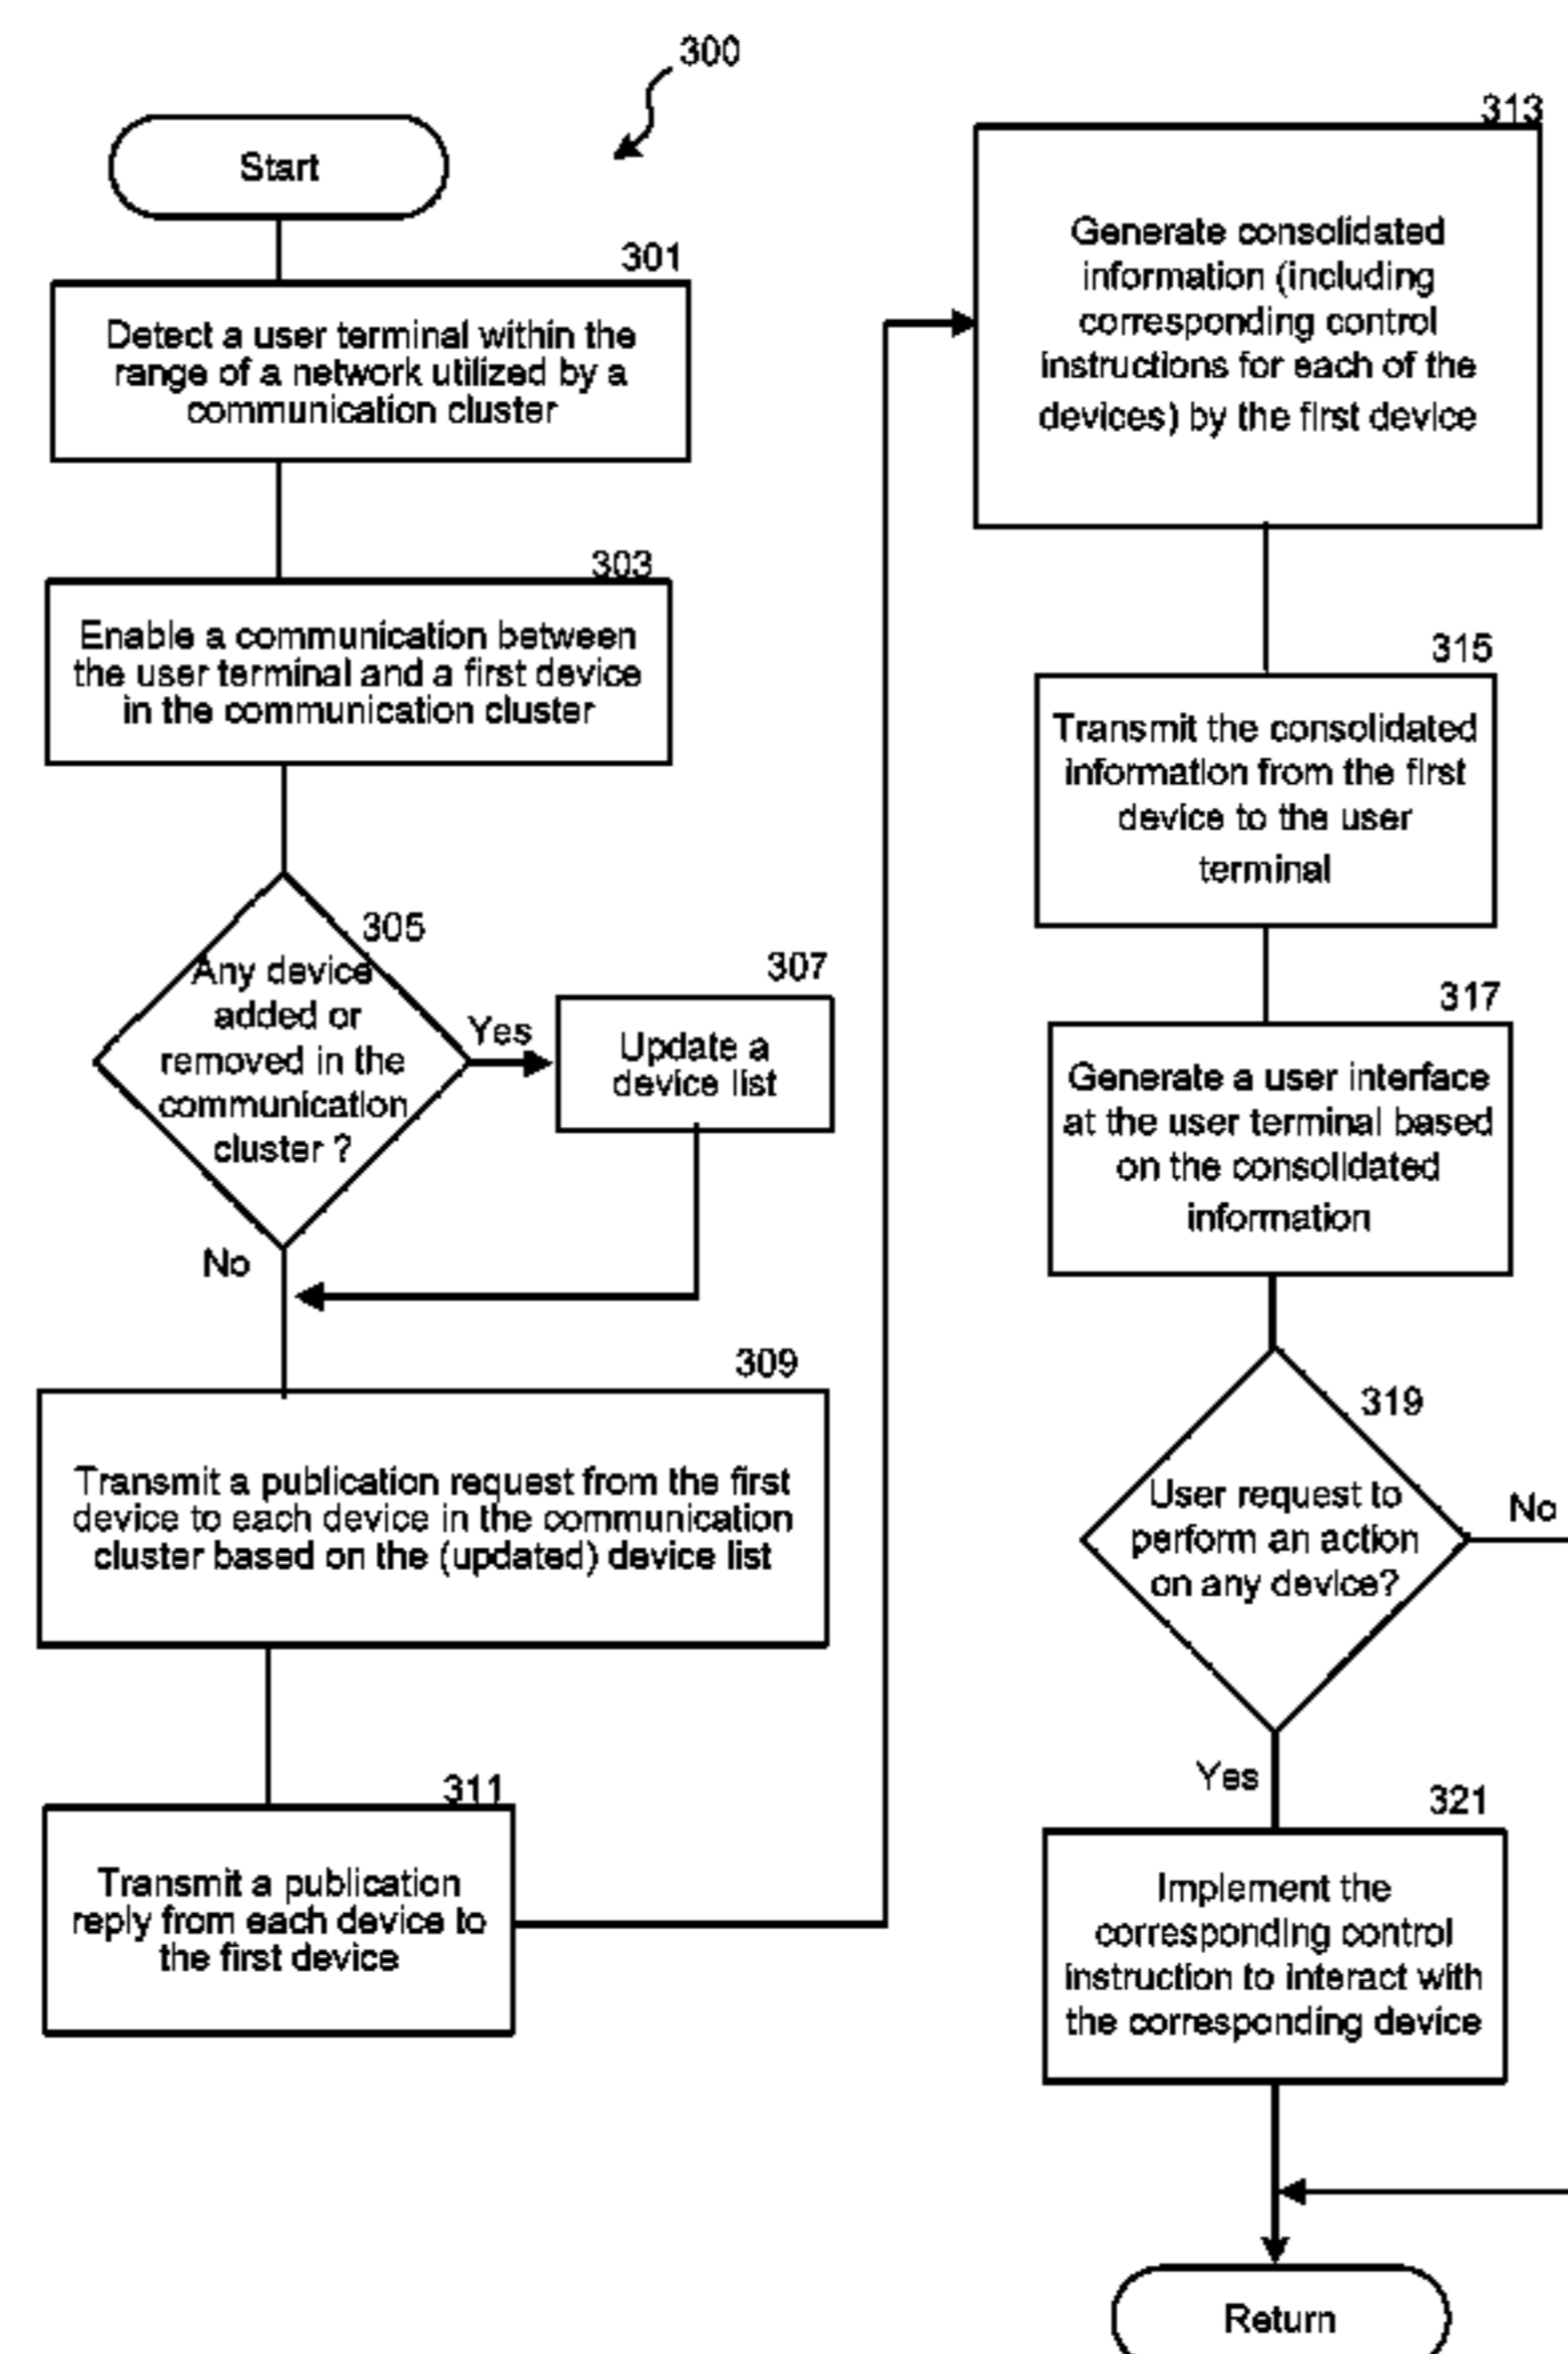 300
Start
301
Detect a user terminal within the
range of a network utilized by a
communication cluster
303
Enable a communication between
the user terminal and a first device
in the communication cluster
305
Any device
added or
removed in the
communication
cluster ?
Yes
No
307
Update a
device list
309
Transmit a publication request from the first
device to each device in the communication
cluster based on the (updated) device list
311
Transmit a publication
reply from each device to
the first device
313
Generate consolidated
information (including
corresponding control
instructions for each of the
devices) by the first device
315
Transmit the consolidated
information from the first
device to the user
terminal
317
Generate a user interface
at the user terminal based
on the consolidated
information
319
User request to
perform an action
on any device?
No
Yes
321
Implement the
corresponding control
instruction to interact with
the corresponding device
Return